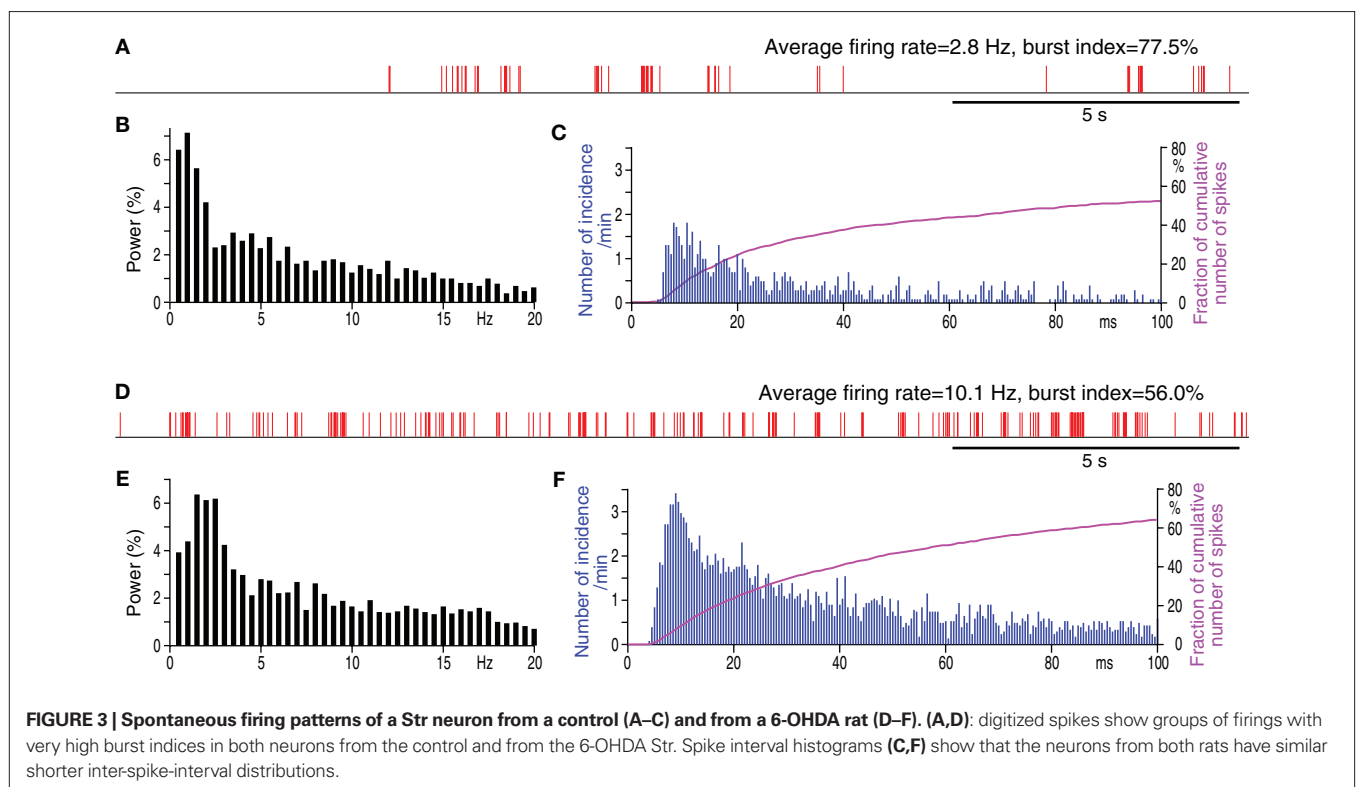 A
Average firing rate=2.8 Hz, burst index=77.5%
5 s
B
Power (%)
6
4
2
0
0 5 10 15 Hz 20
C
Number of incidence
/min
3
2
1
0
0 20 40 60 ms 100
80
%
60
40
20
0
Fraction of cumulative
number of spikes
D
Average firing rate=10.1 Hz, burst index=56.0%
5 s
E
Power (%)
6
4
2
0
0 5 10 15 Hz 20
F
Number of incidence
/min
3
2
1
0
0 20 40 60 80 ms 100
80
%
60
40
20
0
Fraction of cumulative
number of spikes
FIGURE 3 | Spontaneous firing patterns of a Str neuron from a control (A–C) and from a 6-OHDA rat (D–F). (A,D): digitized spikes show groups of firings with
very high burst indices in both neurons from the control and from the 6-OHDA Str. Spike interval histograms (C,F) show that the neurons from both rats have similar
shorter inter-spike-interval distributions.